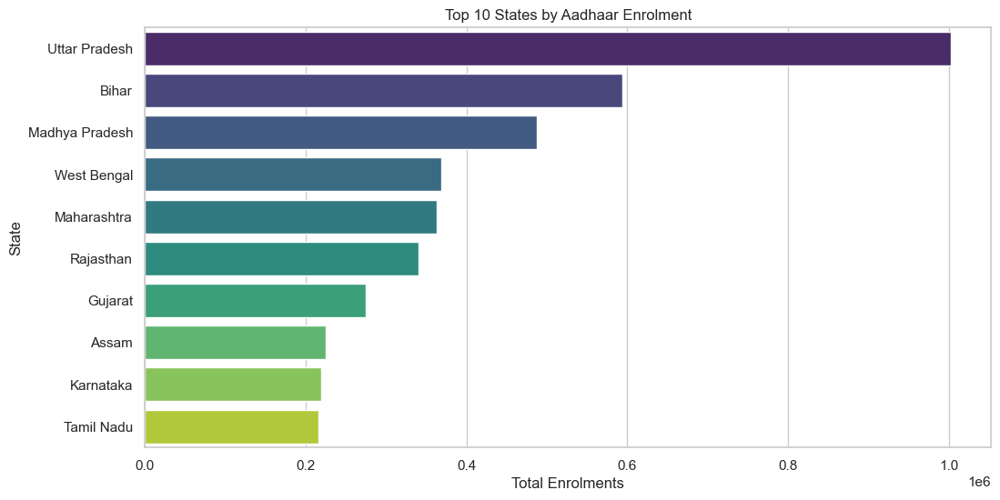 Top 10 States by Aadhaar Enrolment
Uttar Pradesh
Bihar
Madhya Pradesh
West Bengal
Maharashtra
Rajasthan
Gujarat
Assam
Karnataka
Tamil Nadu
State
0.0 0.2 0.4 0.6 0.8 1.0
1e6
Total Enrolments